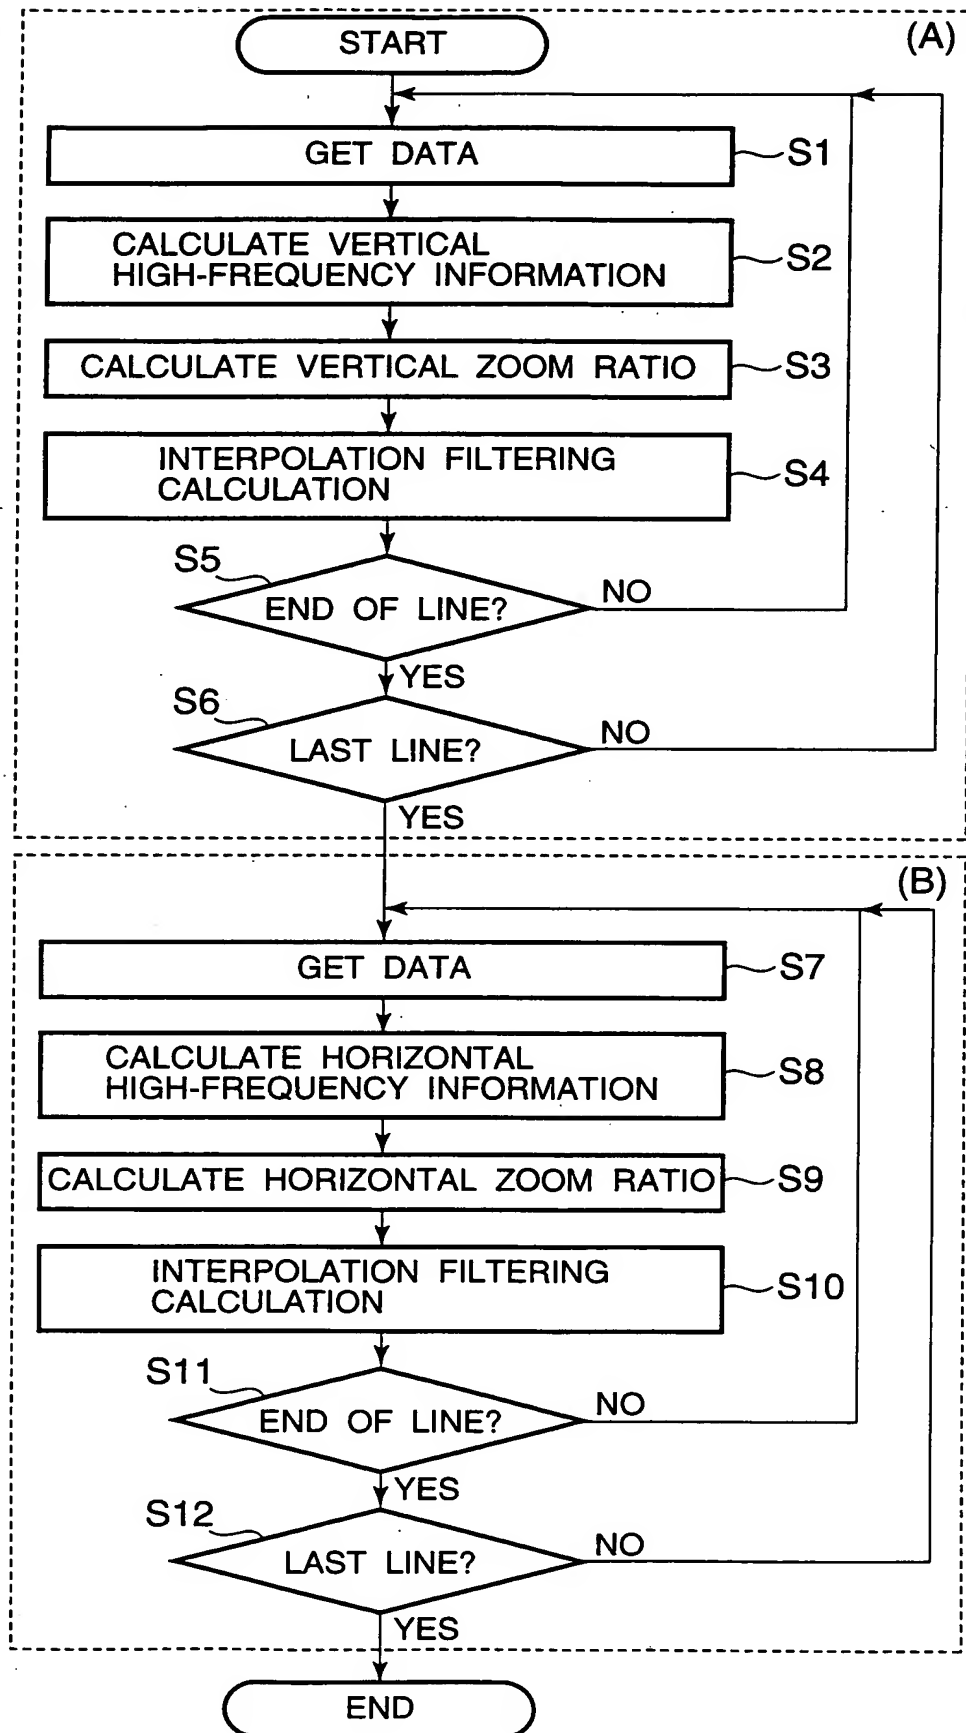 (A)
START
GET DATA
S1
CALCULATE VERTICAL
HIGH-FREQUENCY INFORMATION
S2
CALCULATE VERTICAL ZOOM RATIO
S3
INTERPOLATION FILTERING
CALCULATION
S4
S5
END OF LINE?
NO
YES
S6
LAST LINE?
NO
YES
(B)
GET DATA
S7
CALCULATE HORIZONTAL
HIGH-FREQUENCY INFORMATION
S8
CALCULATE HORIZONTAL ZOOM RATIO
S9
INTERPOLATION FILTERING
CALCULATION
S10
S11
END OF LINE?
NO
YES
S12
LAST LINE?
NO
YES
END